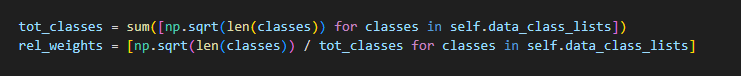 tot_classes = sum([np.sqrt(len(classes)) for classes in self.data_class_lists])
rel_weights = [np.sqrt(len(classes)) / tot_classes for classes in self.data_class_lists]